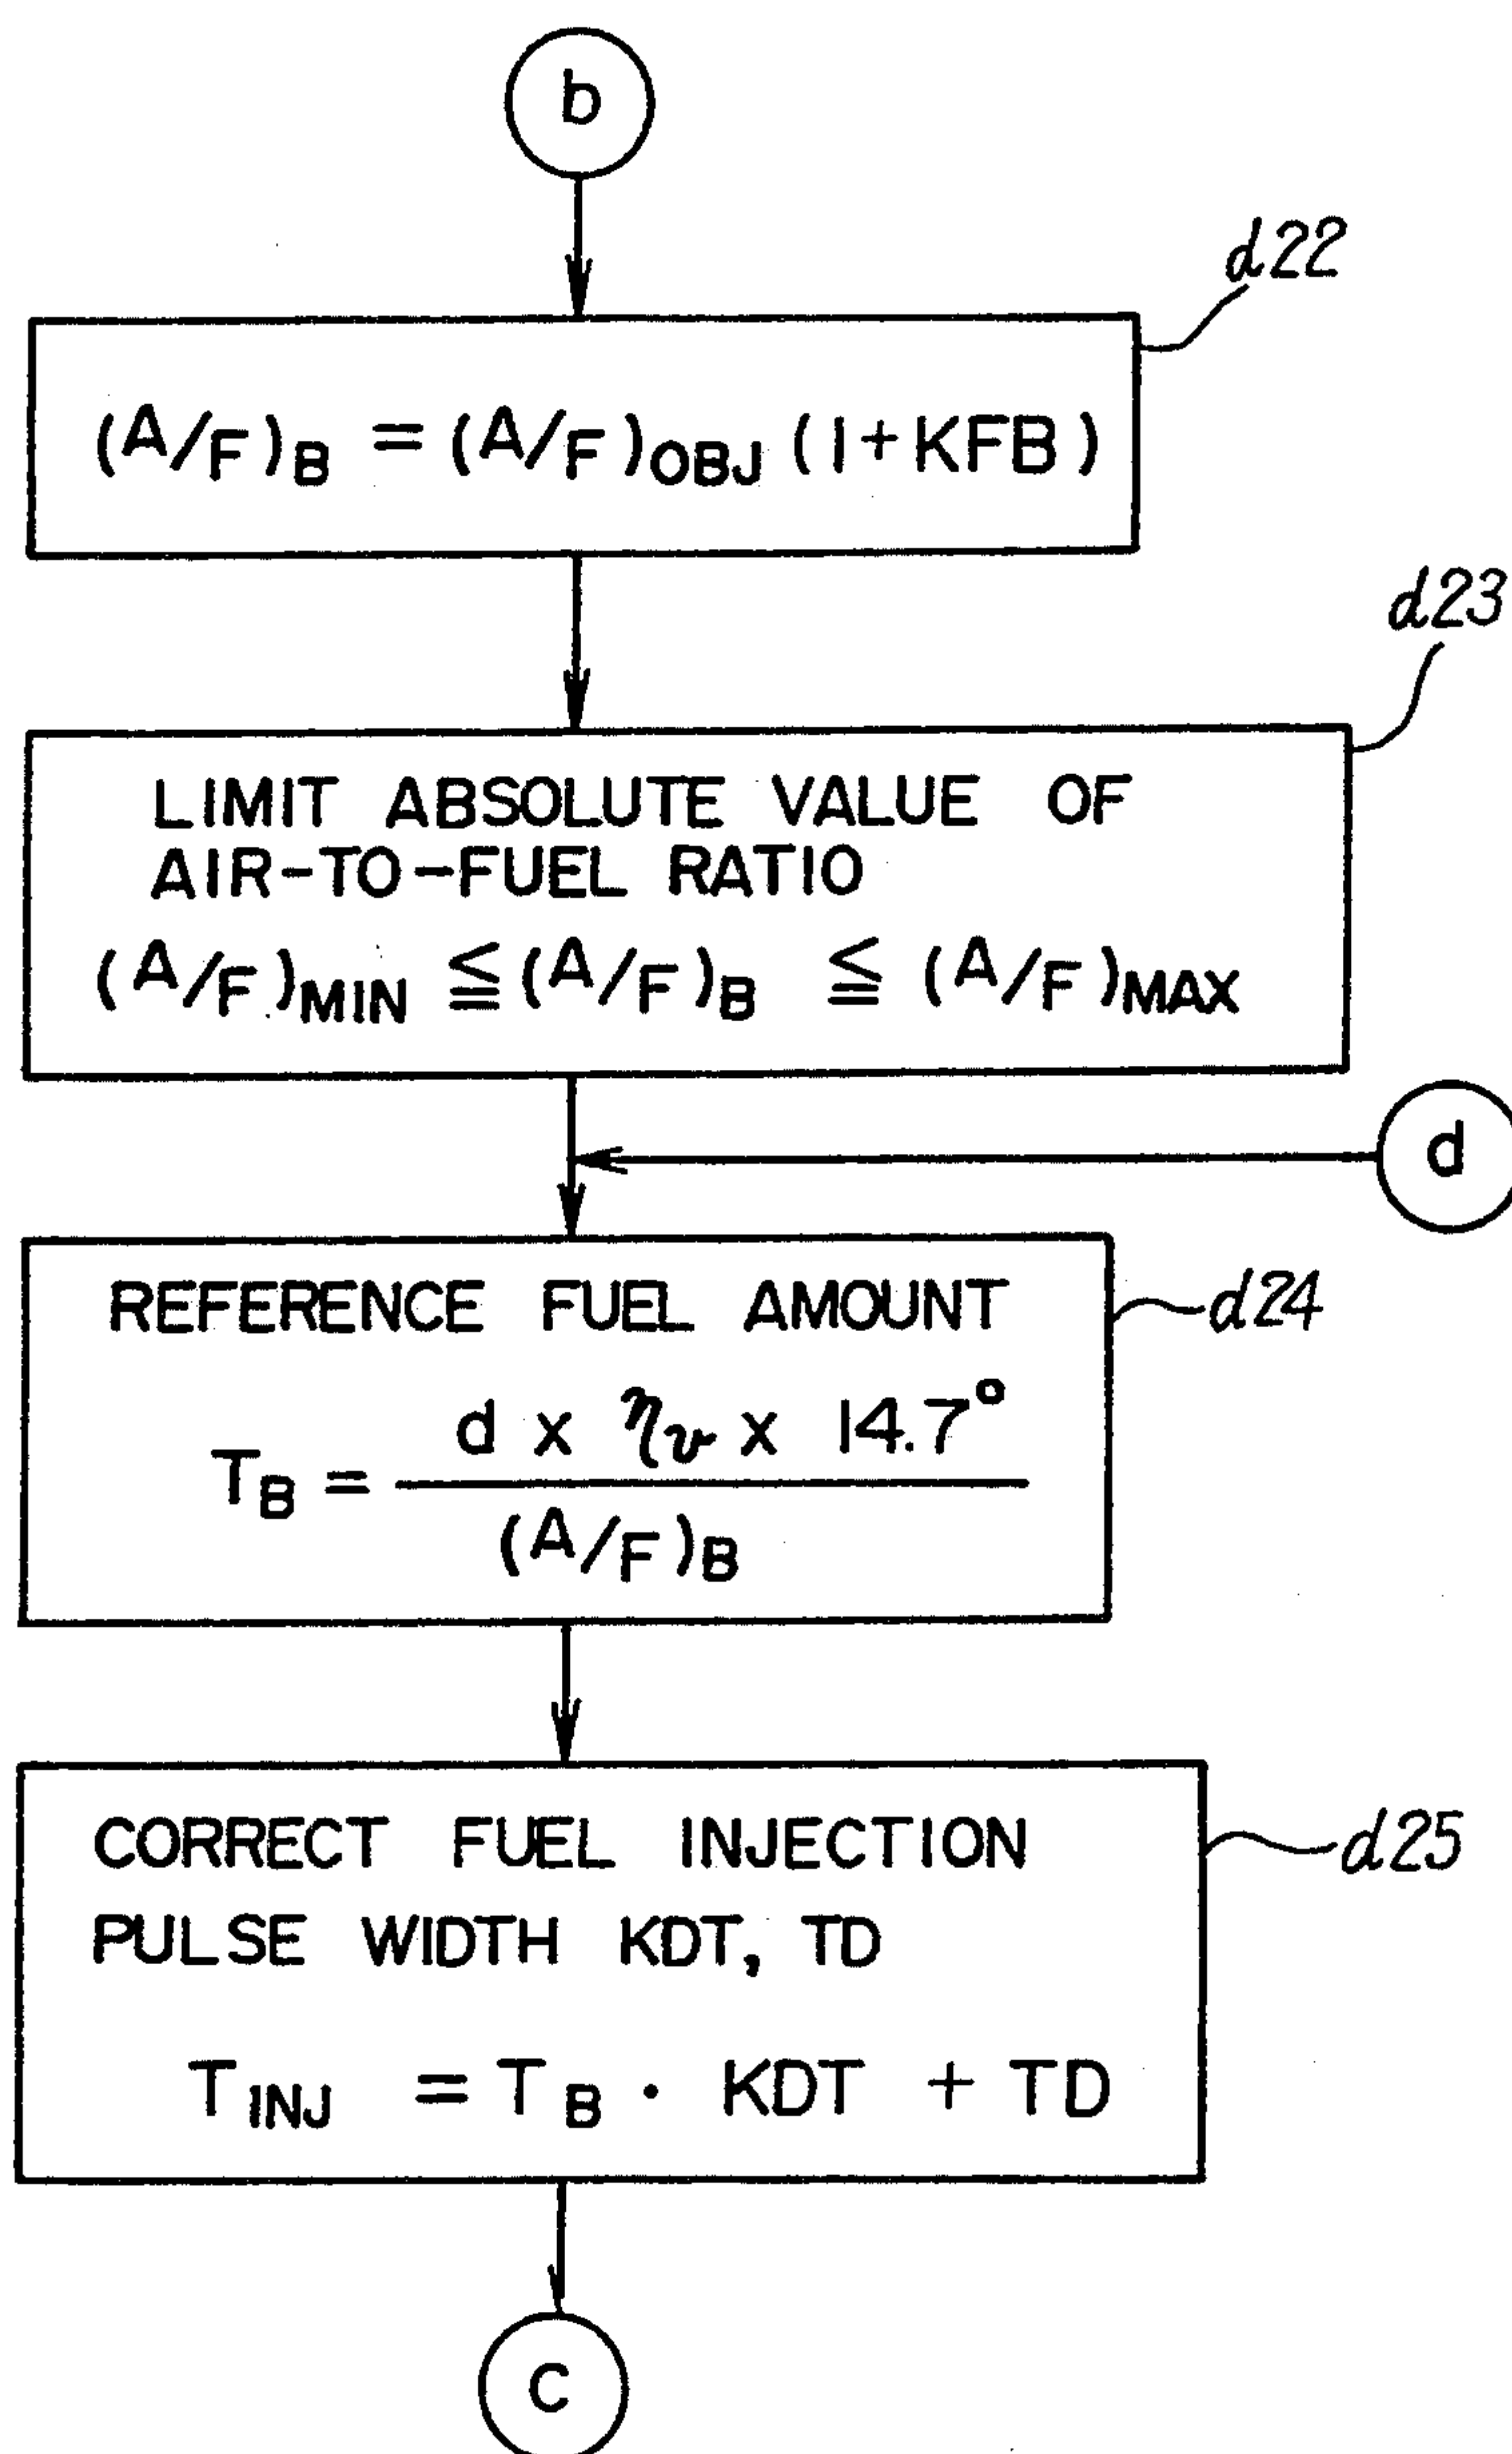 b
d22
(A/F)B = (A/F)OBJ (1+KFB)
d23
LIMIT ABSOLUTE VALUE OF
AIR-TO-FUEL RATIO
(A/F)MIN ≦ (A/F)B ≦ (A/F)MAX
d
REFERENCE FUEL AMOUNT
d24
d x ηv x 14.7°
TB =
(A/F)B
CORRECT FUEL INJECTION
d25
PULSE WIDTH KDT, TD
TINJ = TB · KDT + TD
c